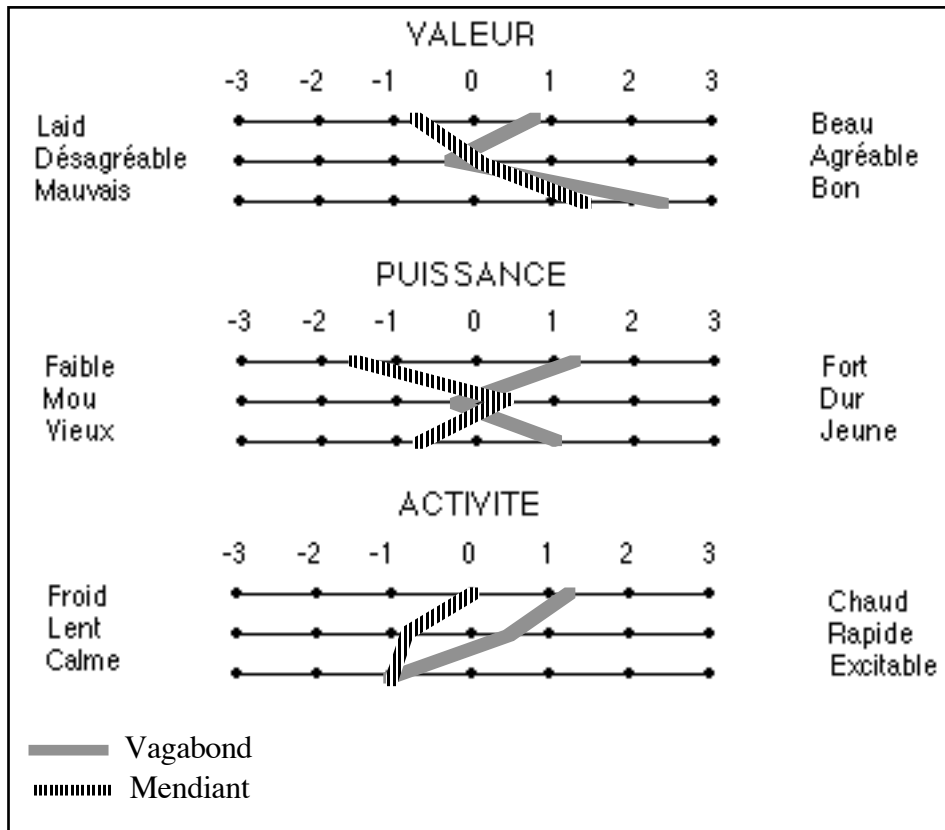 VALEUR
-3 -2 -1 0 1 2 3
Laid Beau
Désagréable Agréable
Mauvais Bon
PUISSANCE
-3 -2 -1 0 1 2 3
Faible Fort
Mou Dur
Vieux Jeune
ACTIVITE
-3 -2 -1 0 1 2 3
Froid Chaud
Lent Rapide
Calme Excitable
Vagabond
Mendiant